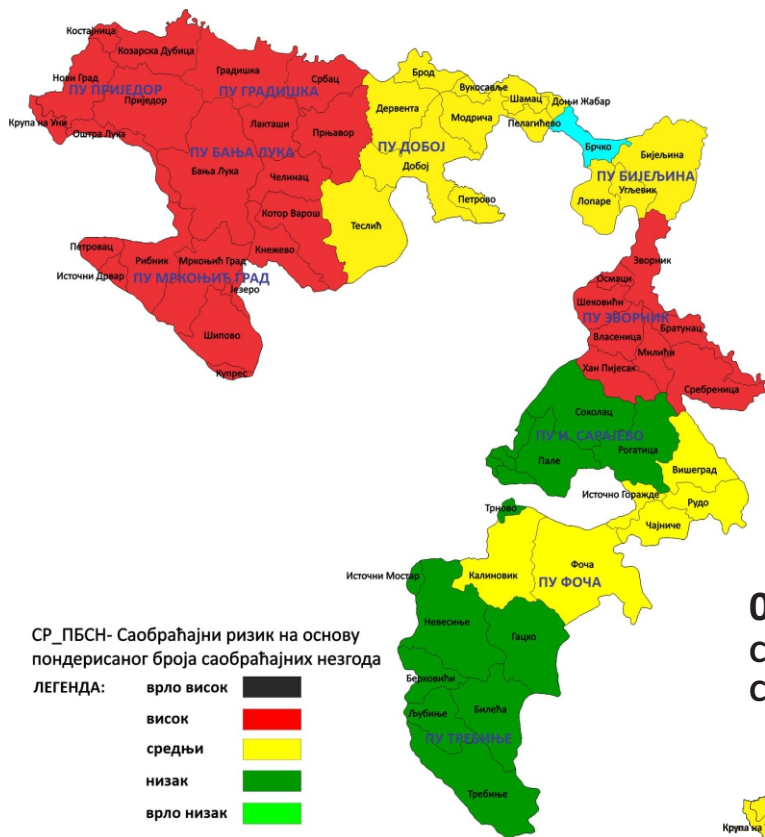 Костајница
Козарска Дубица
Нови Град
ПУ ПРИЈЕДОР
Приједор
Крупа на Уни
Оштра Лука
Градишка
ПУ ГРАДИШКА
Србац
Лакташи
Прњавор
ПУ БАЊА ЛУКА
Бања Лука
Челинац
Котор Варош
Кнежево
Теслић
Брод
Вукосавље
Дервента
Модрича
Шамац
Доњи Жабар
Пелагићево
ПУ ДОБОЈ
Добој
Петрово
Брчко
Бијељина
ПУ БИЈЕЉИНА
Угљевик
Лопаре
Петровац
Рибник
Мркоњић Град
Источни Дрвар
ПУ МРКОЊИЋ ГРАД
Језеро
Шипово
Купрес
Зворник
Осмаци
Шековићи
ПУ ЗВОРНИК
Братунац
Власеница
Милићи
Хан Пијесак
Сребреница
Соколац
ПУ И. САРАЈЕВО
Рогатица
Пале
Вишеград
Источно Горажде
Рудо
Трново
Чајниче
Фоча
Калиновик
ПУ ФОЧА
Источни Мостар
Невесиње
Гацко
Берковићи
Билећа
Љубиње
ПУ ТРЕБИЊЕ
Требиње
СР_ПБСН- Саобраћајни ризик на основу
пондерисаног броја саобраћајних незгода
ЛЕГЕНДА: врло висок
висок
средњи
низак
врло низак
0
С
С
Крупа на